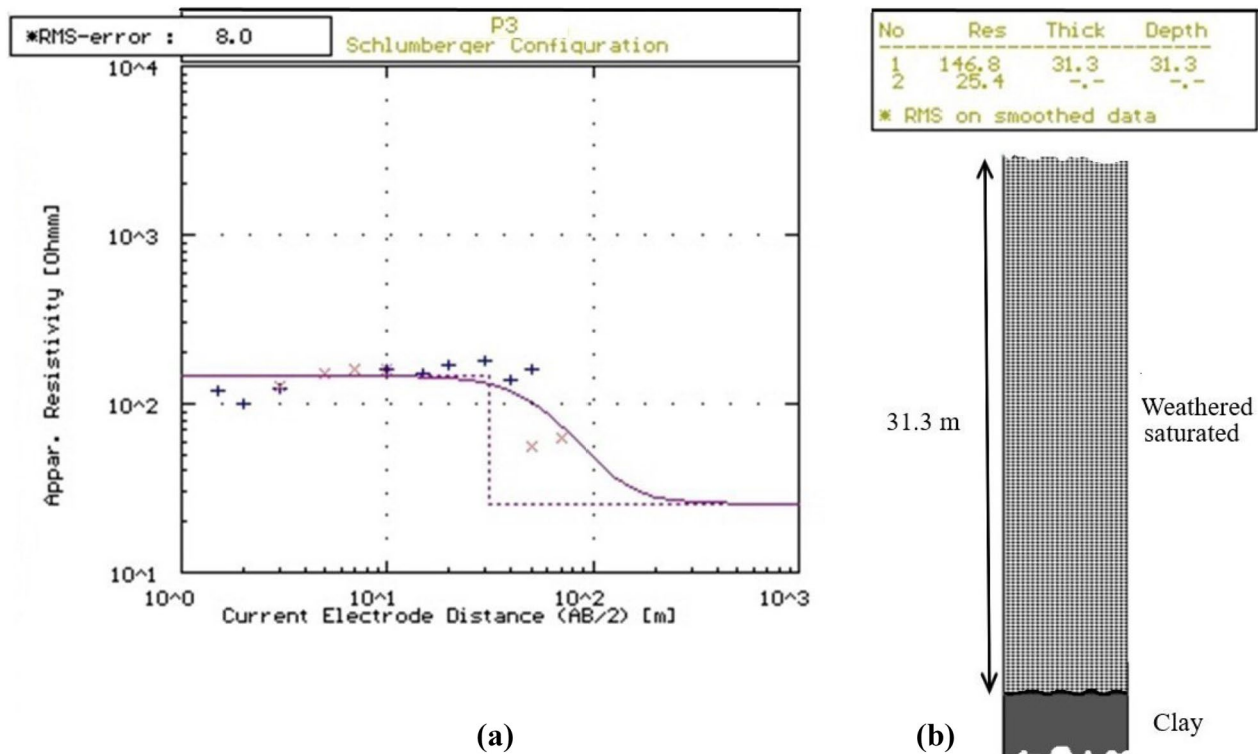 *RMS-error : 8.0
P3
Schlumberger Configuration
10^4
10^3
10^2
10^1
10^0 10^1 10^2 10^3
Appar. Resistivity [Ohmm]
Current Electrode Distance (AB/2) [m]
(a)
No Res Thick Depth
1 146.8 31.3 31.3
2 25.4 -.- -.-
* RMS on smoothed data
31.3 m
Weathered
saturated
Clay
(b)